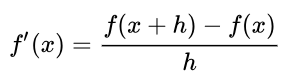 f′(x) = \frac{f(x + h) − f(x)}{h}